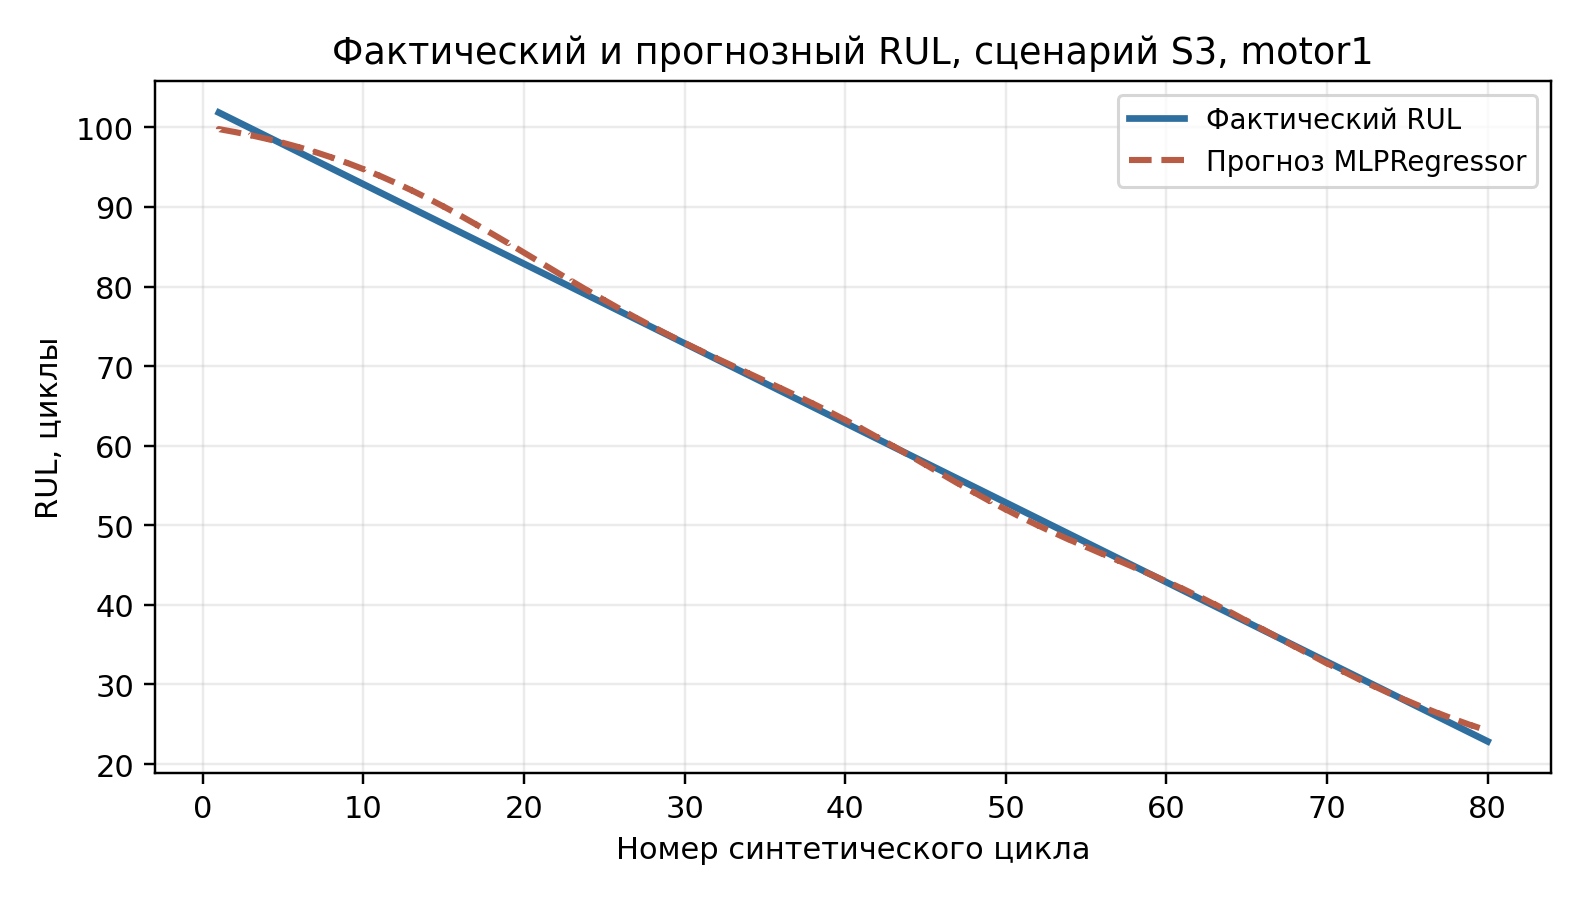 Фактический и прогнозный RUL, сценарий S3, motor1
Фактический RUL
Прогноз MLPRegressor
RUL, циклы
100
90
80
70
60
50
40
30
20
0 10 20 30 40 50 60 70 80
Номер синтетического цикла